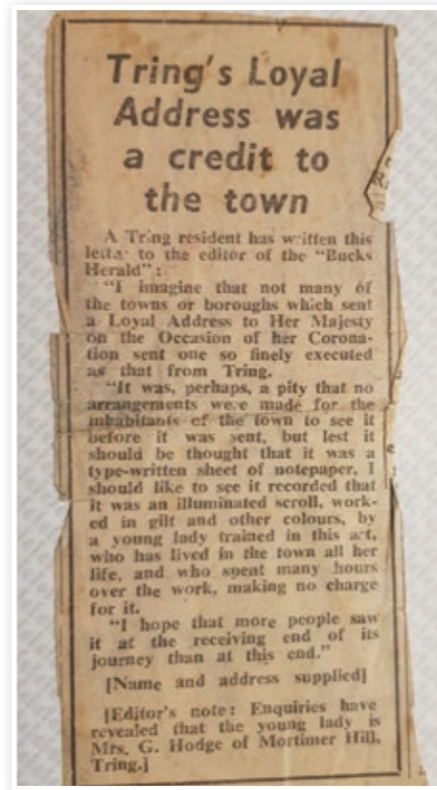 Tring's Loyal
Address was
a credit to
the town
A Tring resident has written this
letter to the editor of the "Bucks
Herald":
"I imagine that not many of
the towns or boroughs which sent
a Loyal Address to Her Majesty
on the Occasion of her Corona-
tion sent one so finely executed
as that from Tring.
"It was, perhaps, a pity that no
arrangements were made for the
inhabitants of the town to see it
before it was sent, but lest it
should be thought that it was a
type-written sheet of notepaper, I
should like to see it recorded that
it was an illuminated scroll, work-
ed in gilt and other colours, by
a young lady trained in this art,
who has lived in the town all her
life, and who spent many hours
over the work, making no charge
for it.
"I hope that more people saw
it at the receiving end of its
journey than at this end."
[Name and address supplied]
[Editor's note: Enquiries have
revealed that the young lady is
Mrs. G. Hodge of Mortimer Hill,
Tring.]